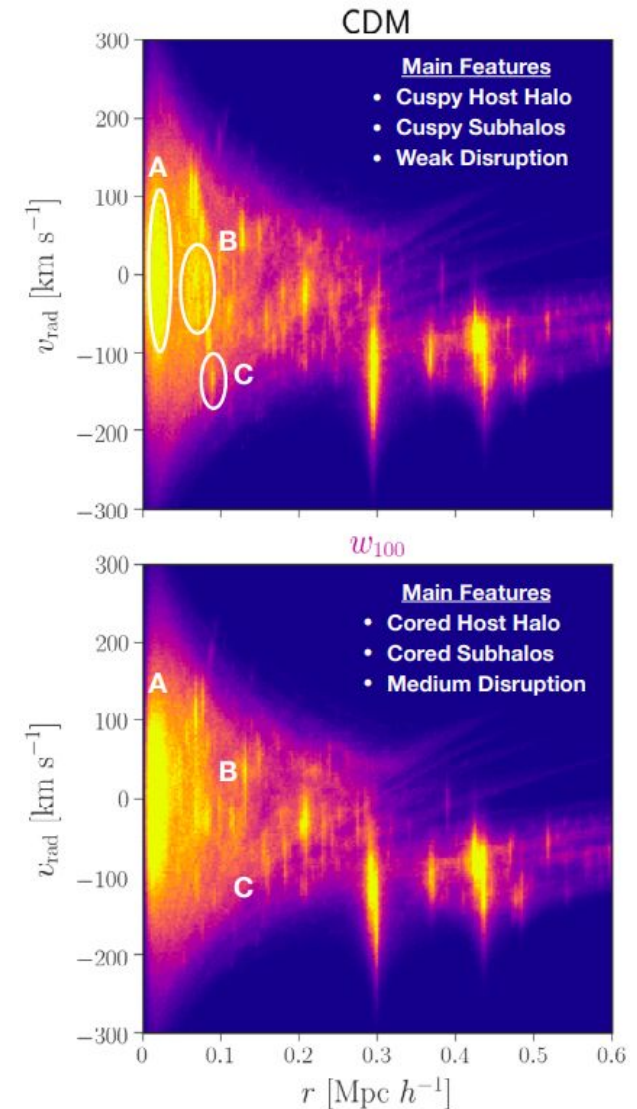 CDM
300
200
100
0
−100
−200
−300
v_rad [km s⁻¹]
Main Features
• Cuspy Host Halo
• Cuspy Subhalos
• Weak Disruption
A
B
C
w₁₀₀
300
200
100
0
−100
−200
−300
v_rad [km s⁻¹]
Main Features
• Cored Host Halo
• Cored Subhalos
• Medium Disruption
A
B
C
0 0.1 0.2 0.3 0.4 0.5 0.6
r [Mpc h⁻¹]